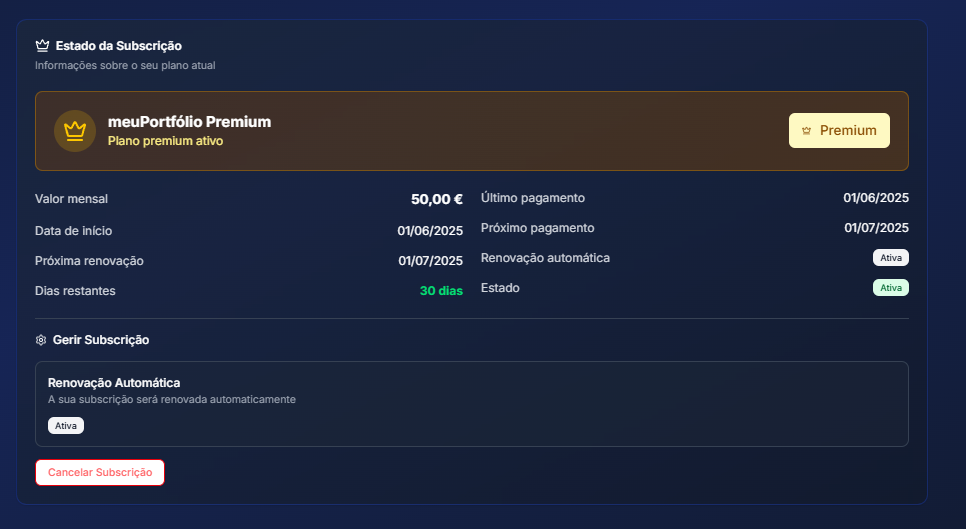 Estado da Subscrição
Informações sobre o seu plano atual
meuPortfólio Premium
Plano premium ativo
Premium
Valor mensal 50,00 €
Data de início 01/06/2025
Próxima renovação 01/07/2025
Dias restantes 30 dias
Último pagamento 01/06/2025
Próximo pagamento 01/07/2025
Renovação automática Ativa
Estado Ativa
Gerir Subscrição
Renovação Automática
A sua subscrição será renovada automaticamente
Ativa
Cancelar Subscrição